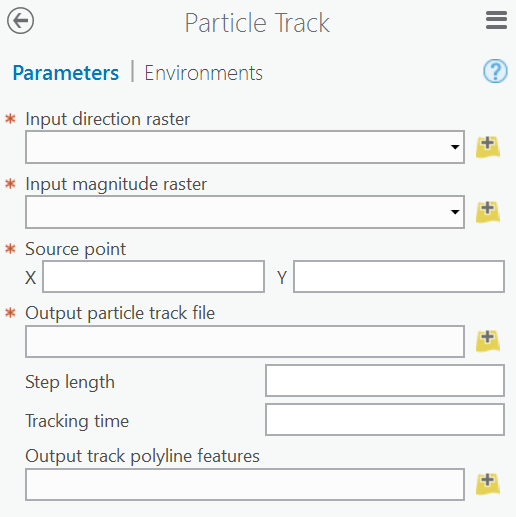 Particle Track
Parameters | Environments
* Input direction raster
* Input magnitude raster
* Source point
X Y
* Output particle track file
Step length
Tracking time
Output track polyline features